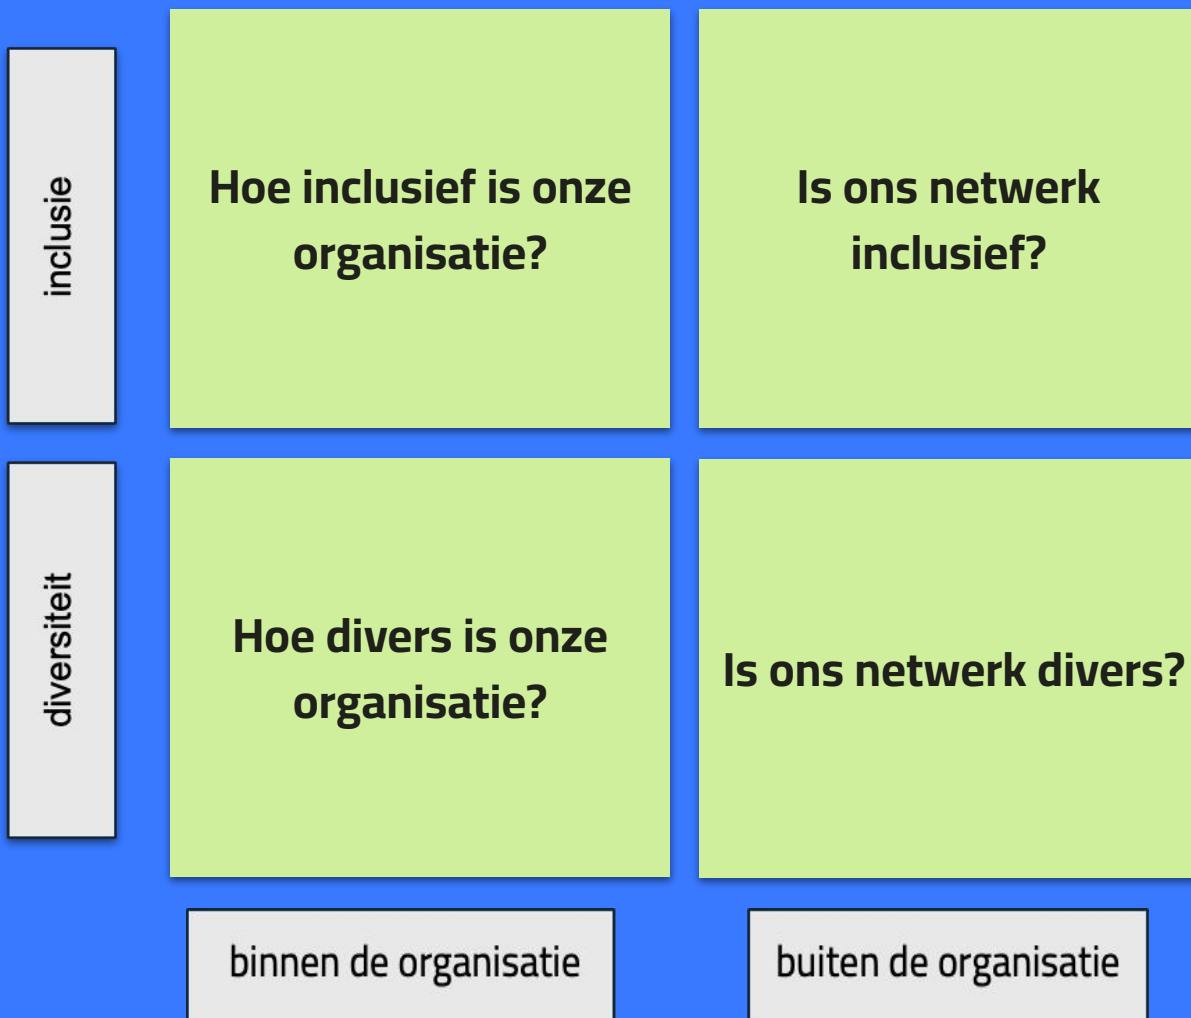 inclusie
Hoe inclusief is onze
organisatie?
Is ons netwerk
inclusief?
diversiteit
Hoe divers is onze
organisatie?
Is ons netwerk divers?
binnen de organisatie
buiten de organisatie